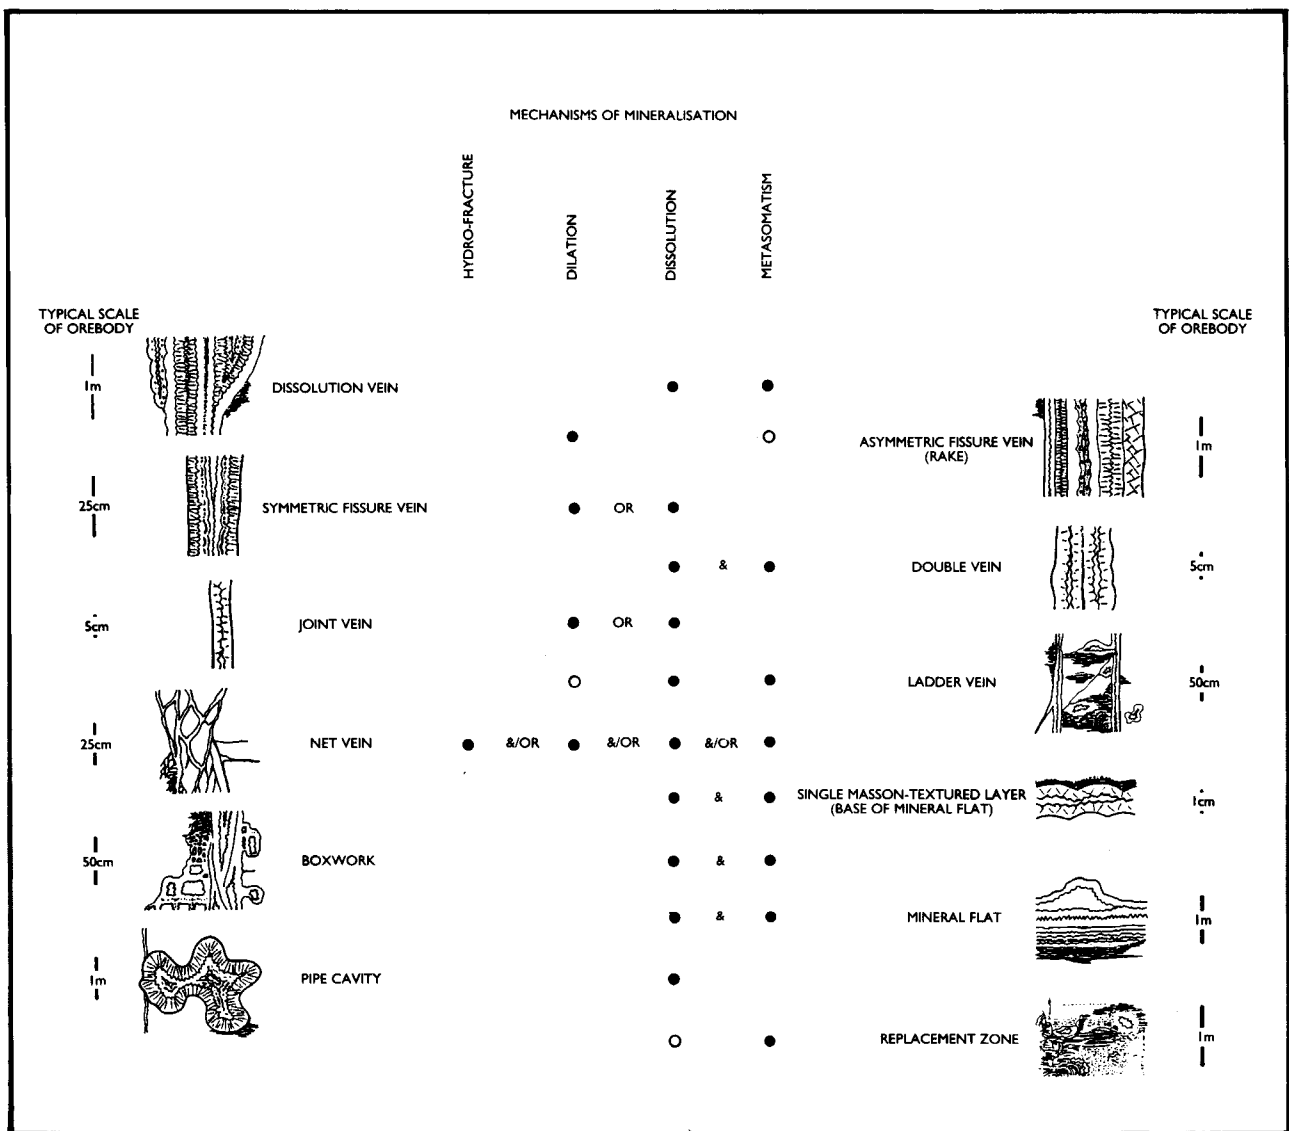 MECHANISMS OF MINERALISATION
HYDRO-FRACTURE
DILATION
DISSOLUTION
METASOMATISM
TYPICAL SCALE
OF OREBODY
TYPICAL SCALE
OF OREBODY
1m
DISSOLUTION VEIN
ASYMMETRIC FISSURE VEIN
(RAKE)
1m
25cm
SYMMETRIC FISSURE VEIN
OR
&
DOUBLE VEIN
5cm
5cm
JOINT VEIN
OR
LADDER VEIN
50cm
25cm
NET VEIN
&/OR
&/OR
&/OR
&
SINGLE MASSON-TEXTURED LAYER
(BASE OF MINERAL FLAT)
1cm
50cm
BOXWORK
&
&
MINERAL FLAT
1m
1m
PIPE CAVITY
REPLACEMENT ZONE
1m